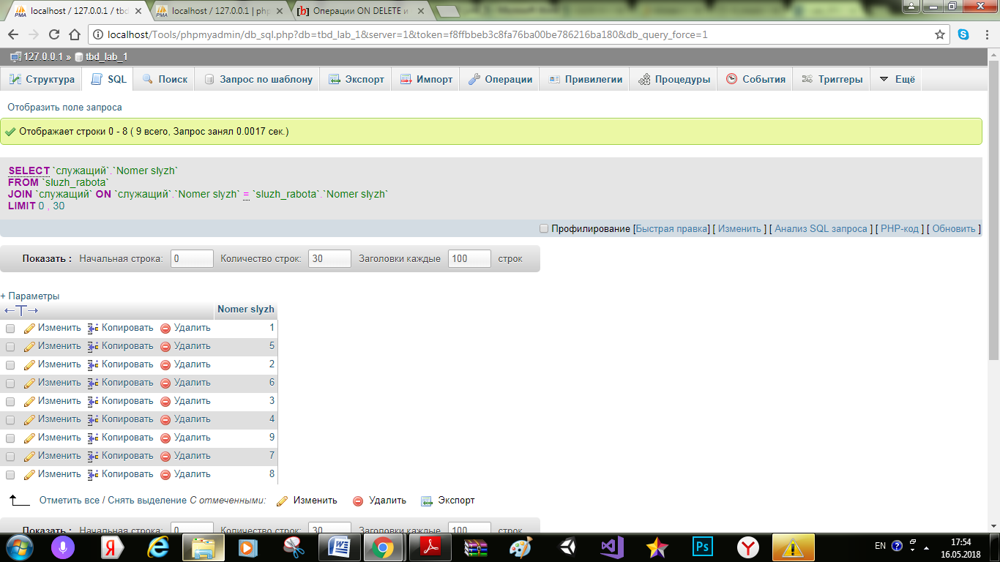 localhost / 127.0.0.1 / tbd
localhost / 127.0.0.1 | php
[b] Операции ON DELETE и
localhost/Tools/phpmyadmin/db_sql.php?db=tbd_lab_1&server=1&token=f8ffbbeb3c8fa76ba00be786216ba180&db_query_force=1
127.0.0.1 » tbd_lab_1
Структура SQL Поиск Запрос по шаблону Экспорт Импорт Операции Привилегии Процедуры События Триггеры Ещё
Отобразить поле запроса
Отображает строки 0 - 8 ( 9 всего, Запрос занял 0.0017 сек.)
SELECT `служащий`.`Nomer slyzh`
FROM `sluzh_rabota`
JOIN `служащий` ON `служащий`.`Nomer slyzh` = `sluzh_rabota`.`Nomer slyzh`
LIMIT 0 , 30
Профилирование [Быстрая правка] [ Изменить ] [ Анализ SQL запроса ] [ PHP-код ] [ Обновить ]
Показать : Начальная строка: 0 Количество строк: 30 Заголовки каждые 100 строк
+ Параметры
←T→ Nomer slyzh
Изменить Копировать Удалить 1
Изменить Копировать Удалить 5
Изменить Копировать Удалить 2
Изменить Копировать Удалить 6
Изменить Копировать Удалить 3
Изменить Копировать Удалить 4
Изменить Копировать Удалить 9
Изменить Копировать Удалить 7
Изменить Копировать Удалить 8
Отметить все / Снять выделение С отмеченными: Изменить Удалить Экспорт
Показать : Начальная строка: 0 Количество строк: 30 Заголовки каждые 100 строк
EN 17:54
16.05.2018